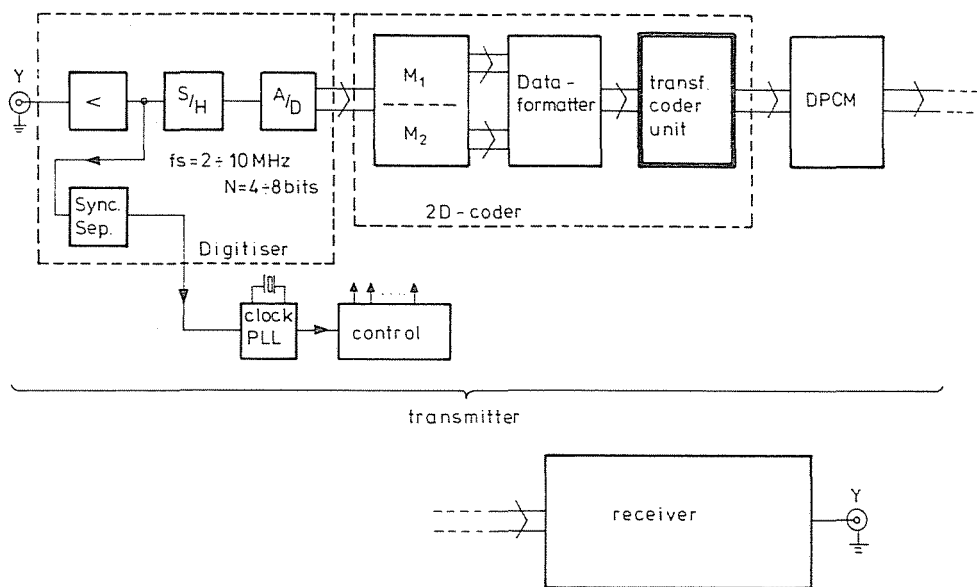 Y
<
S/H
A/D
fs = 2 ÷ 10 MHz
N = 4 ÷ 8 bits
Sync.
Sep.
Digitiser
M1
M2
Data-
formatter
transf.
coder
unit
2D-coder
DPCM
clock
PLL
control
transmitter
receiver
Y